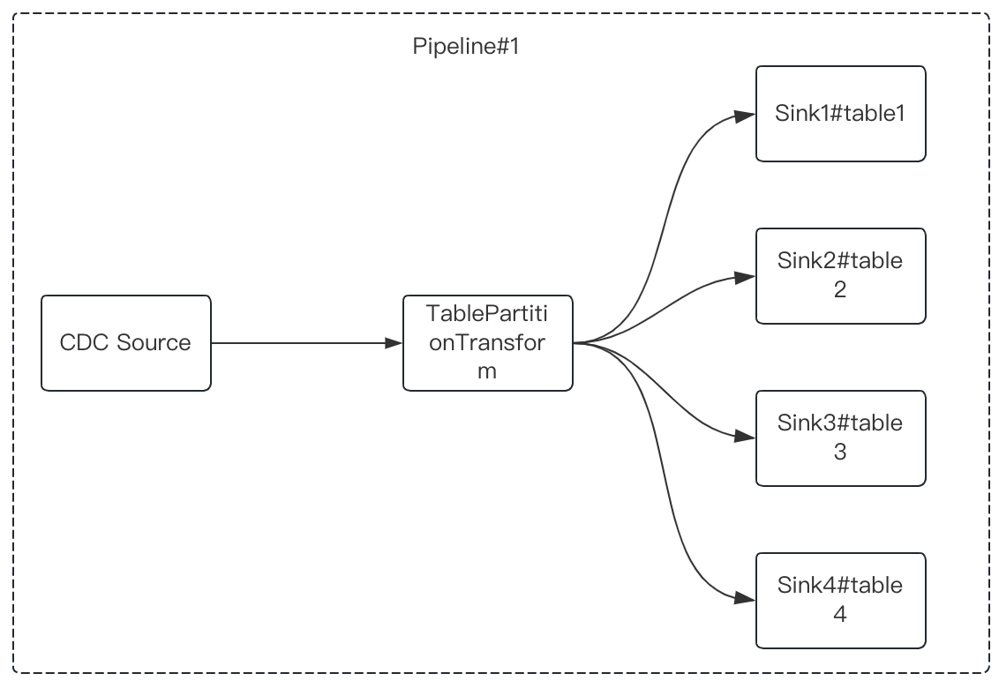 Pipeline#1
Sink1#table1
Sink2#table
2
CDC Source
TablePartiti
onTransfor
m
Sink3#table
3
Sink4#table
4